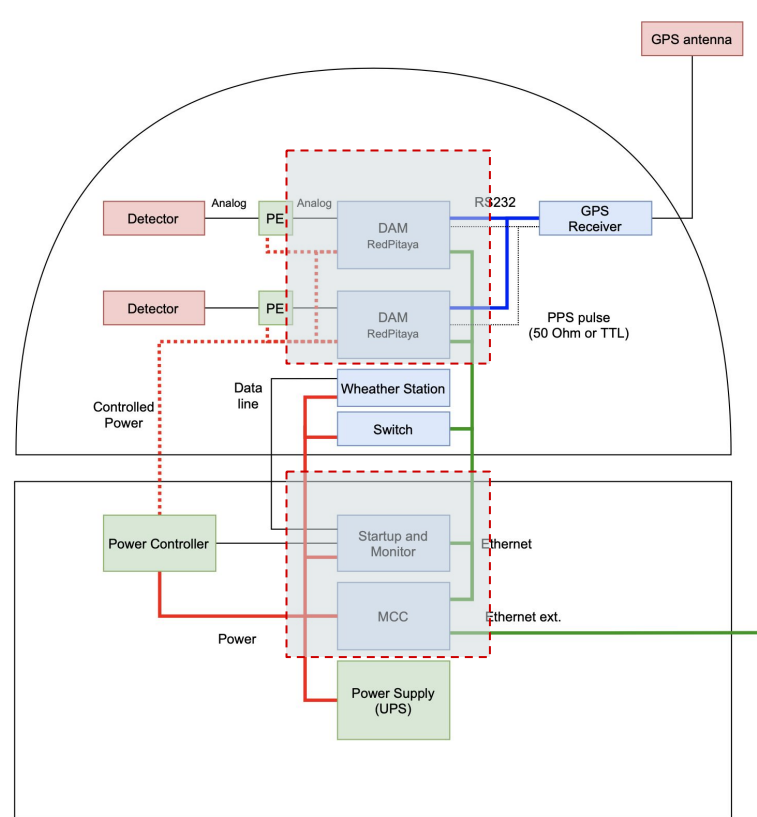 GPS antenna
Analog
Analog
RS232
Detector
PE
DAM
RedPitaya
GPS
Receiver
Detector
PE
DAM
RedPitaya
PPS pulse
(50 Ohm or TTL)
Data
line
Wheather Station
Controlled
Power
Switch
Power Controller
Startup and
Monitor
Ethernet
MCC
Ethernet ext.
Power
Power Supply
(UPS)